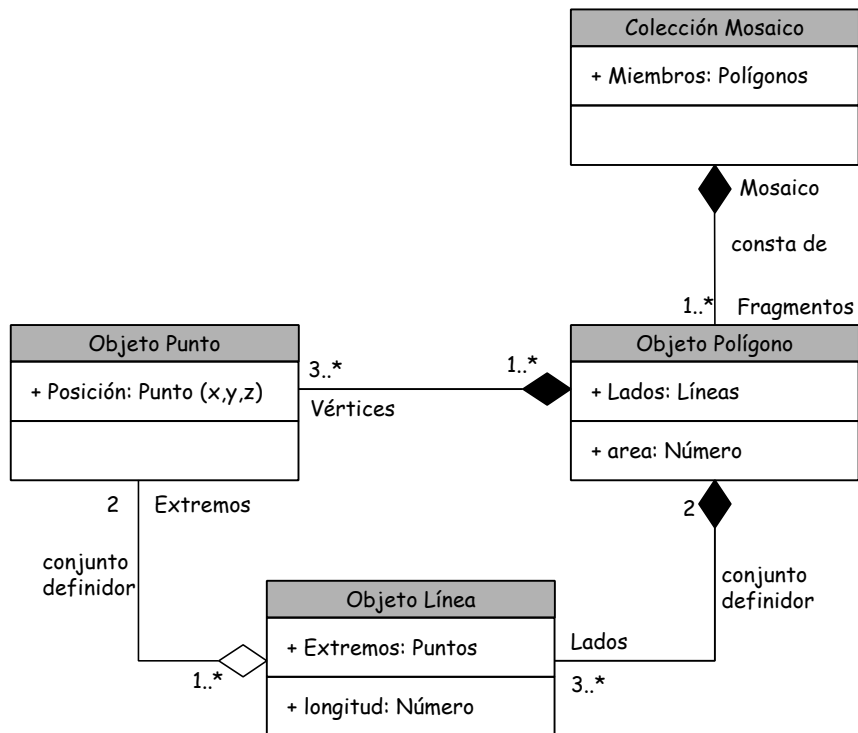 Colección Mosaico
+ Miembros: Polígonos
Mosaico
consta de
1..* Fragmentos
Objeto Punto
+ Posición: Punto (x,y,z)
3..*
Vértices
1..*
Objeto Polígono
+ Lados: Líneas
+ area: Número
2 Extremos
conjunto
definidor
2
conjunto
definidor
Objeto Línea
+ Extremos: Puntos
+ longitud: Número
1..*
Lados
3..*